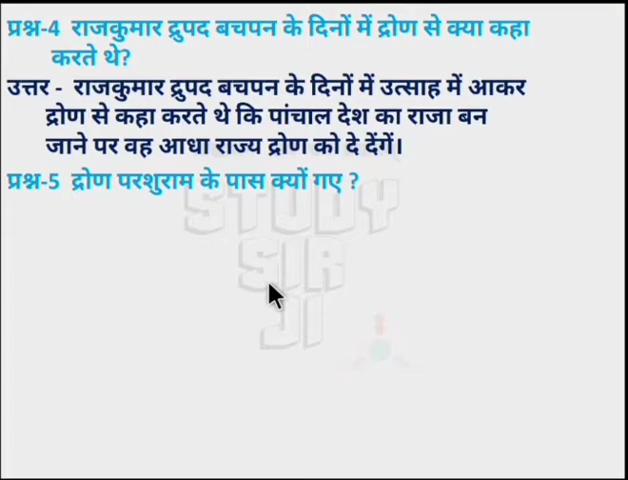 प्रश्न-4 राजकुमार द्रुपद बचपन के दिनों में द्रोण से क्या कहा
करते थे?
उत्तर - राजकुमार द्रुपद बचपन के दिनों में उत्साह में आकर
द्रोण से कहा करते थे कि पांचाल देश का राजा बन
जाने पर वह आधा राज्य द्रोण को दे देंगें।
प्रश्न-5 द्रोण परशुराम के पास क्यों गए ?
STUDY
SIR
JI